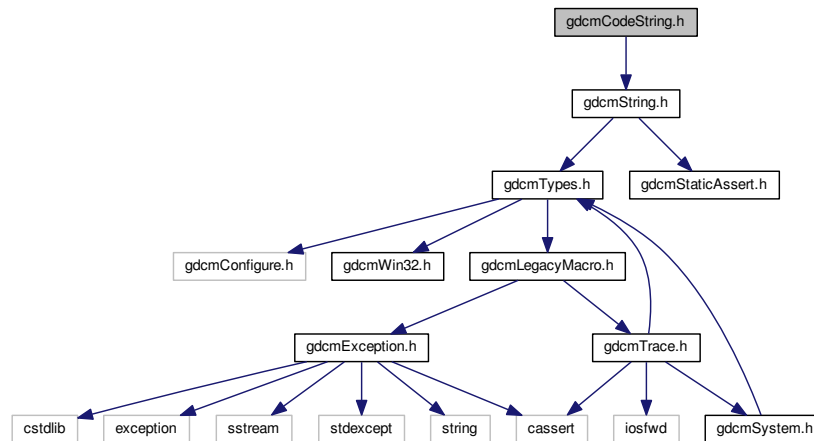 gdcmCodeString.h
gdcmString.h
gdcmTypes.h
gdcmStaticAssert.h
gdcmConfigure.h
gdcmWin32.h
gdcmLegacyMacro.h
gdcmException.h
gdcmTrace.h
cstdlib
exception
sstream
stdexcept
string
cassert
iosfwd
gdcmSystem.h